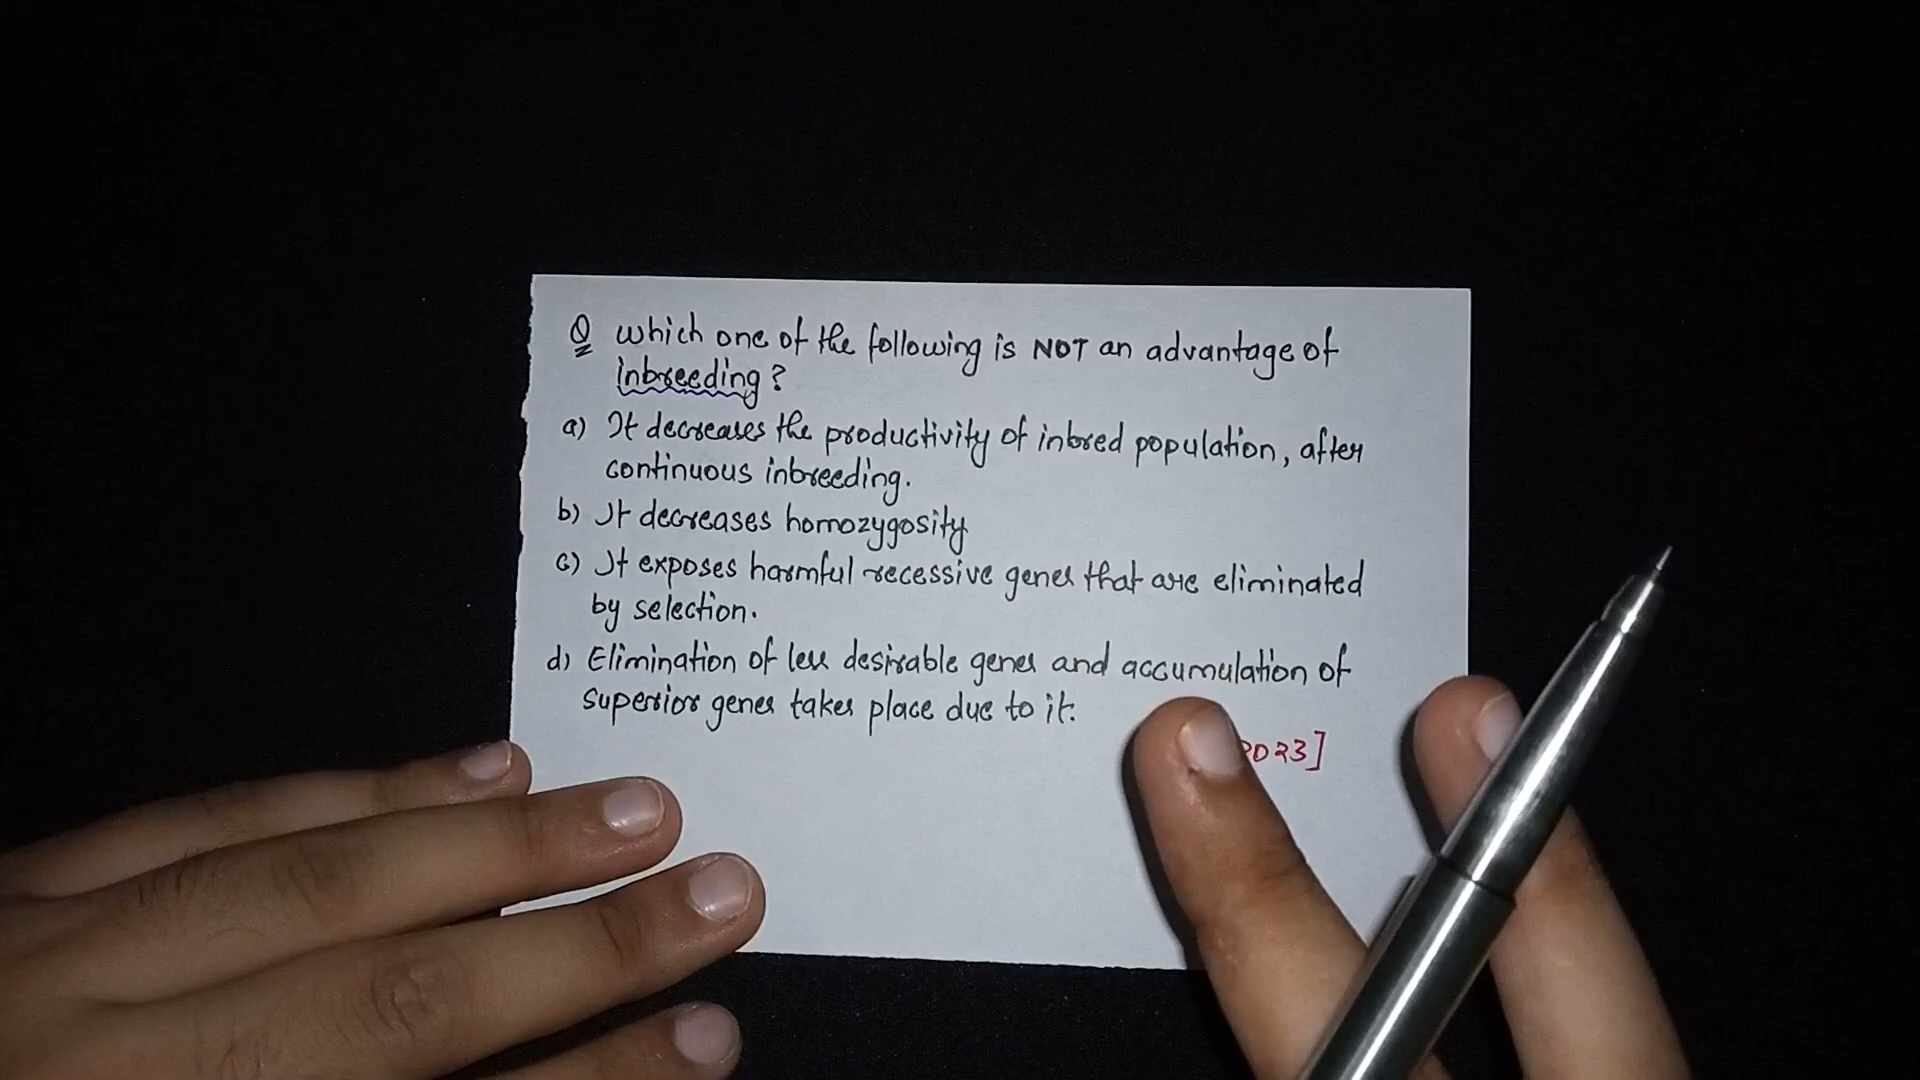 Q which one of the following is NOT an advantage of
inbreeding?
a) It decreases the productivity of inbred population, after
continuous inbreeding.
b) It decreases homozygosity
c) It exposes harmful recessive genes that are eliminated
by selection.
d) Elimination of less desirable genes and accumulation of
superior genes takes place due to it.
2023]